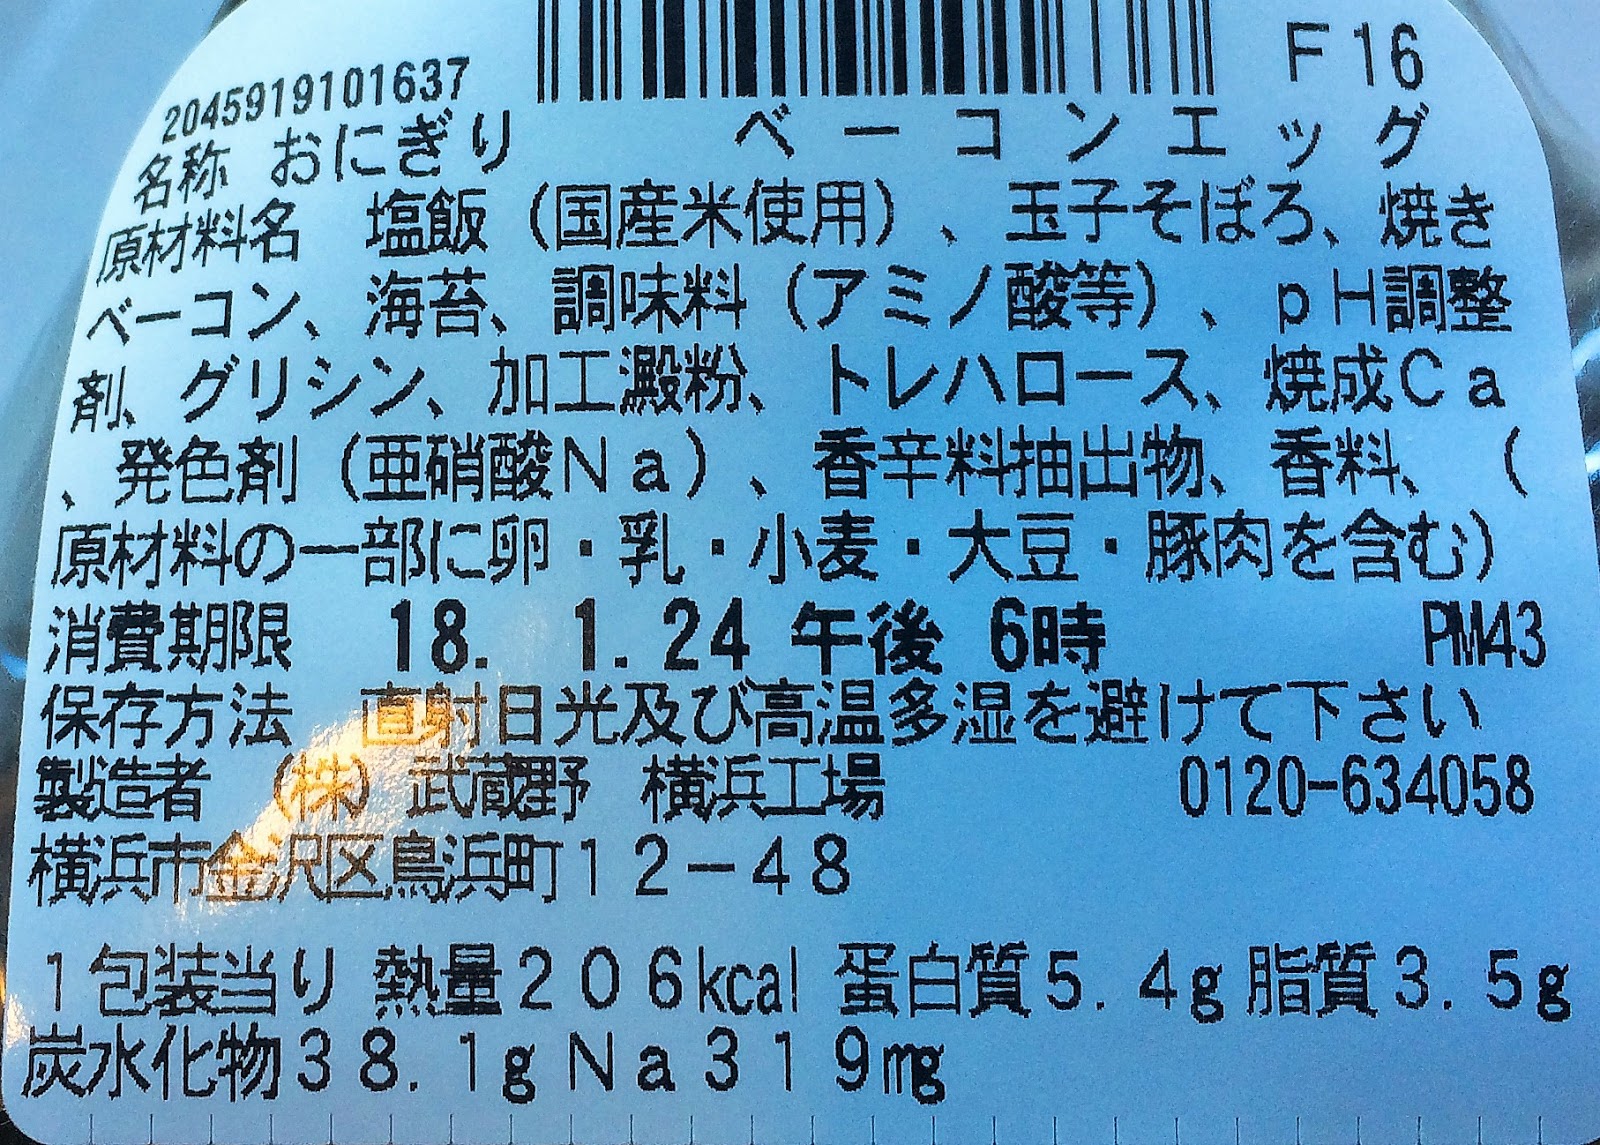 F16
2045919101637
名称 おにぎり ベーコンエッグ
原材料名 塩飯（国産米使用）、玉子そぼろ、焼き
ベーコン、海苔、調味料（アミノ酸等）、pH調整
剤、グリシン、加工澱粉、トレハロース、焼成Ca
、発色剤（亜硝酸Na）、香辛料抽出物、香料、（
原材料の一部に卵・乳・小麦・大豆・豚肉を含む）
消費期限 18. 1.24 午後 6時 PM43
保存方法 直射日光及び高温多湿を避けて下さい
製造者 （株）武蔵野 横浜工場 0120-634058
横浜市金沢区鳥浜町12-48
1包装当り 熱量206kcal 蛋白質5.4g 脂質3.5g
炭水化物38.1g Na319mg